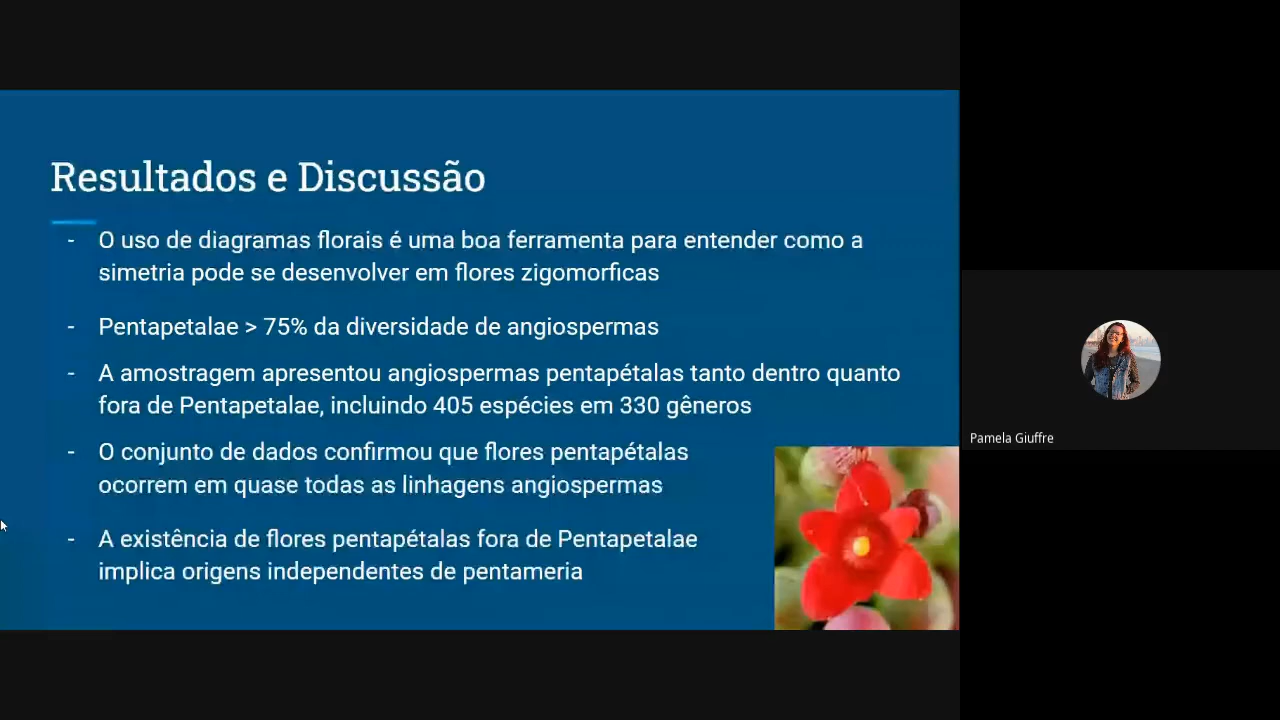 Resultados e Discussão
- O uso de diagramas florais é uma boa ferramenta para entender como a
simetria pode se desenvolver em flores zigomorficas
- Pentapetalae > 75% da diversidade de angiospermas
- A amostragem apresentou angiospermas pentapétalas tanto dentro quanto
fora de Pentapetalae, incluindo 405 espécies em 330 gêneros
- O conjunto de dados confirmou que flores pentapétalas
ocorrem em quase todas as linhagens angiospermas
- A existência de flores pentapétalas fora de Pentapetalae
implica origens independentes de pentameria
Pamela Giuffre